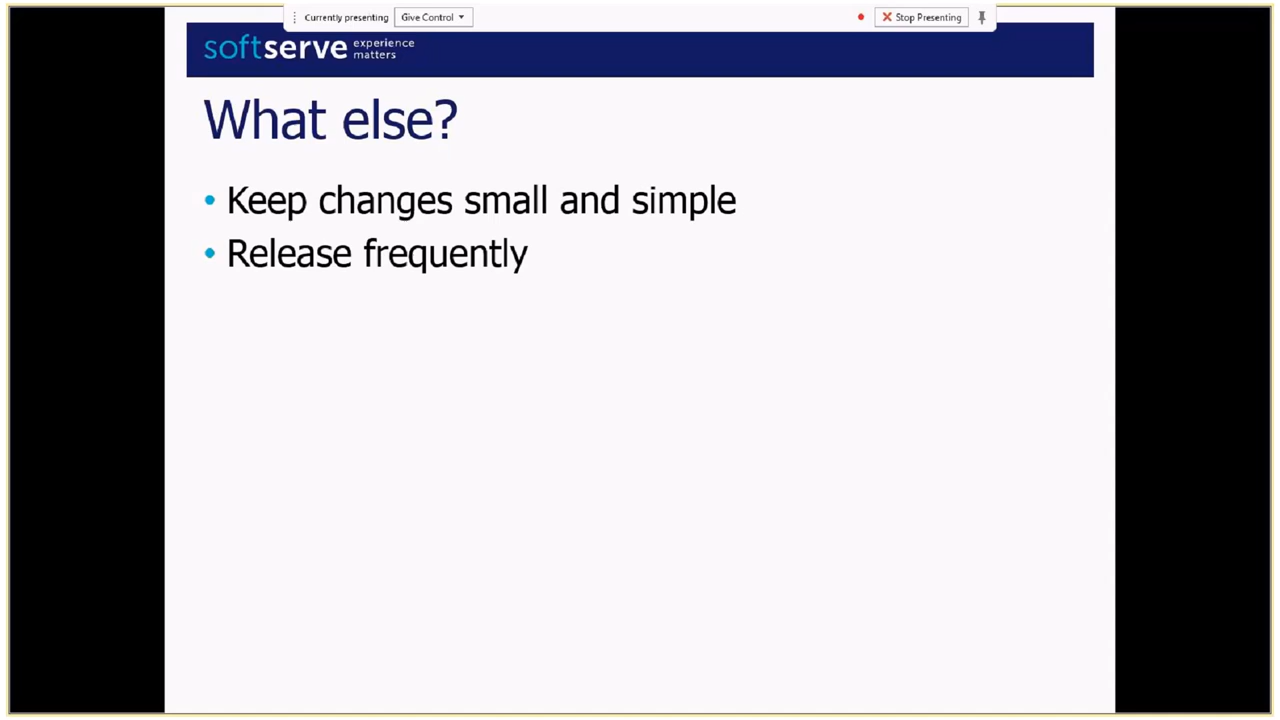 Currently presenting Give Control Stop Presenting
softserve experience matters
What else?
• Keep changes small and simple
• Release frequently